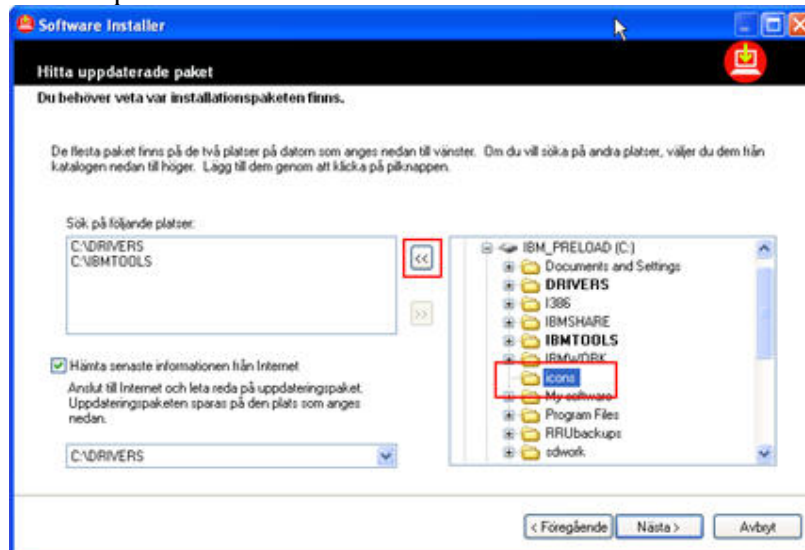 Software Installer
Hitta uppdaterade paket
Du behöver veta var installationspaketen finns.
De flesta paket finns på de två platser på datorn som anges nedan till vänster. Om du vill söka på andra platser, väljer du dem från
katalogen nedan till höger. Lägg till dem genom att klicka på pilknappen.
Sök på följande platser:
C:\DRIVERS
C:\IBMTOOLS
<<
>>
Hämta senaste informationen från Internet
Anslut till Internet och leta reda på uppdateringspaket.
Uppdateringspaketen sparas på den plats som anges
nedan.
C:\DRIVERS
IBM_PRELOAD (C:)
Documents and Settings
DRIVERS
I386
IBMSHARE
IBMTOOLS
IBMWORK
icons
My software
Program Files
RRUbackups
sdwork
< Föregående
Nästa >
Avbryt